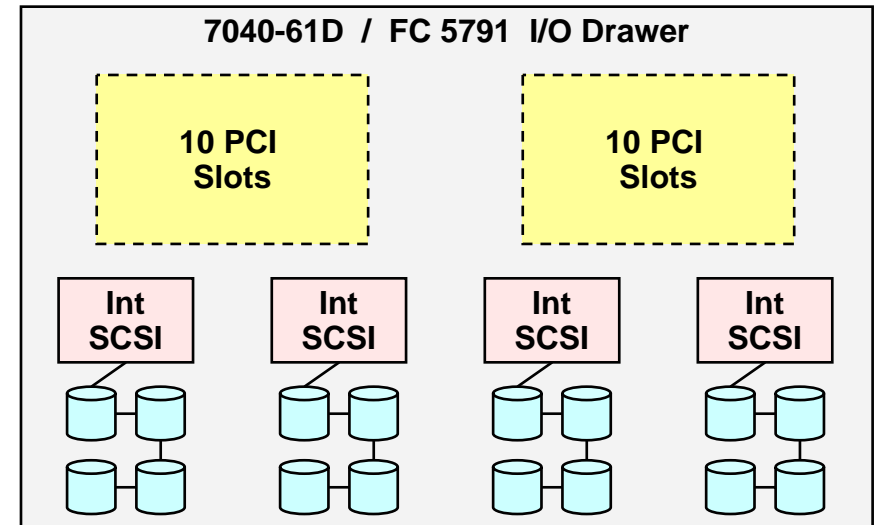 7040-61D / FC 5791 I/O Drawer
10 PCI
Slots
10 PCI
Slots
Int
SCSI
Int
SCSI
Int
SCSI
Int
SCSI